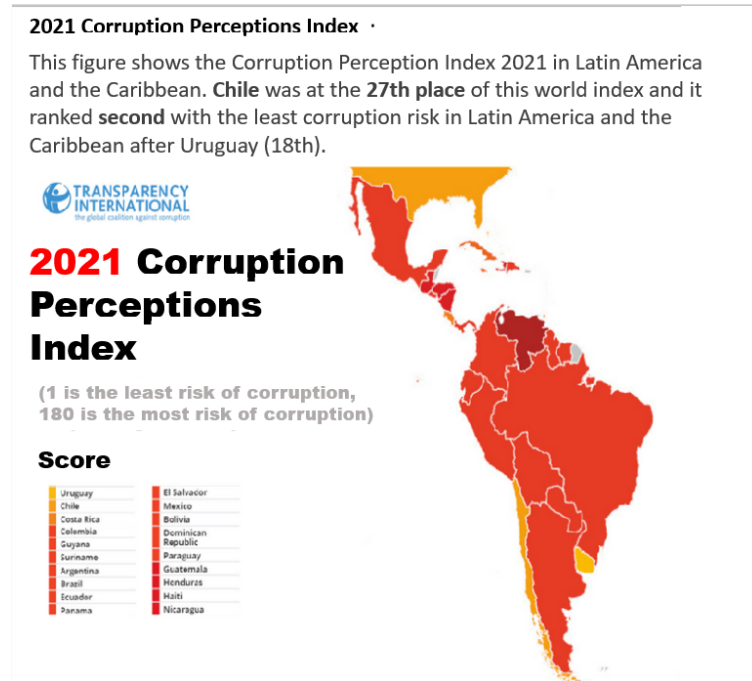 2021 Corruption Perceptions Index ·
This figure shows the Corruption Perception Index 2021 in Latin America
and the Caribbean. Chile was at the 27th place of this world index and it
ranked second with the least corruption risk in Latin America and the
Caribbean after Uruguay (18th).
TRANSPARENCY
INTERNATIONAL
the global coalition against corruption
2021 Corruption
Perceptions
Index
(1 is the least risk of corruption,
180 is the most risk of corruption)
Score
Uruguay
Chile
Costa Rica
Colombia
Guyana
Suriname
Argentina
Brazil
Ecuador
Panama
El Salvador
Mexico
Bolivia
Dominican
Republic
Paraguay
Guatemala
Honduras
Haiti
Nicaragua